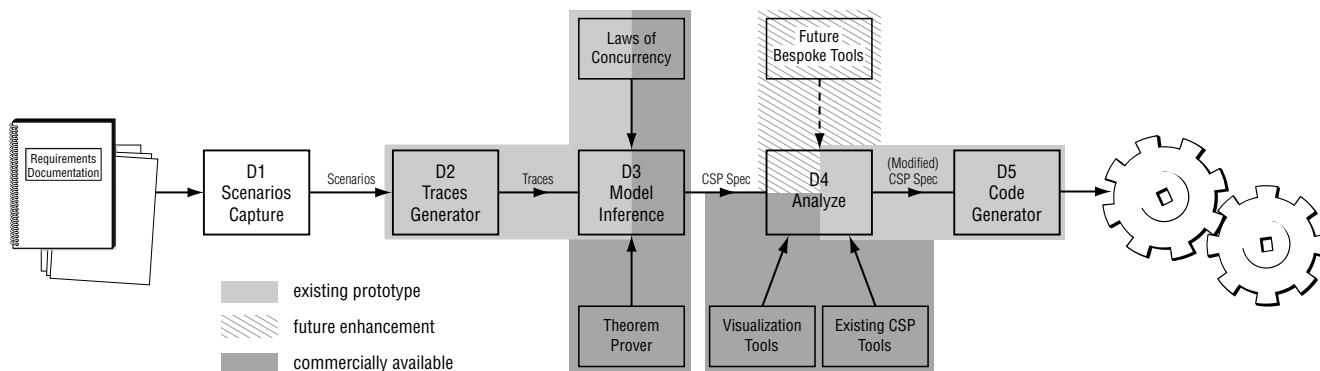 Laws of
Concurrency
Future
Bespoke Tools
Requirements
Documentation
D1
Scenarios
Capture
Scenarios
D2
Traces
Generator
Traces
D3
Model
Inference
CSP Spec
D4
Analyze
(Modified)
CSP Spec
D5
Code
Generator
existing prototype
future enhancement
commercially available
Theorem
Prover
Visualization
Tools
Existing CSP
Tools